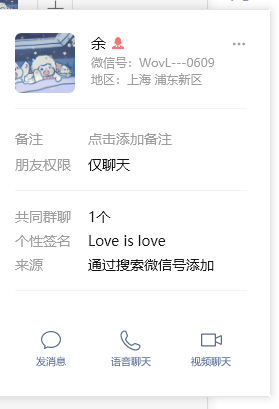 余
微信号：WovL---0609
地区：上海 浦东新区
备注 点击添加备注
朋友权限 仅聊天
共同群聊 1个
个性签名 Love is love
来源 通过搜索微信号添加
发消息 语音聊天 视频聊天